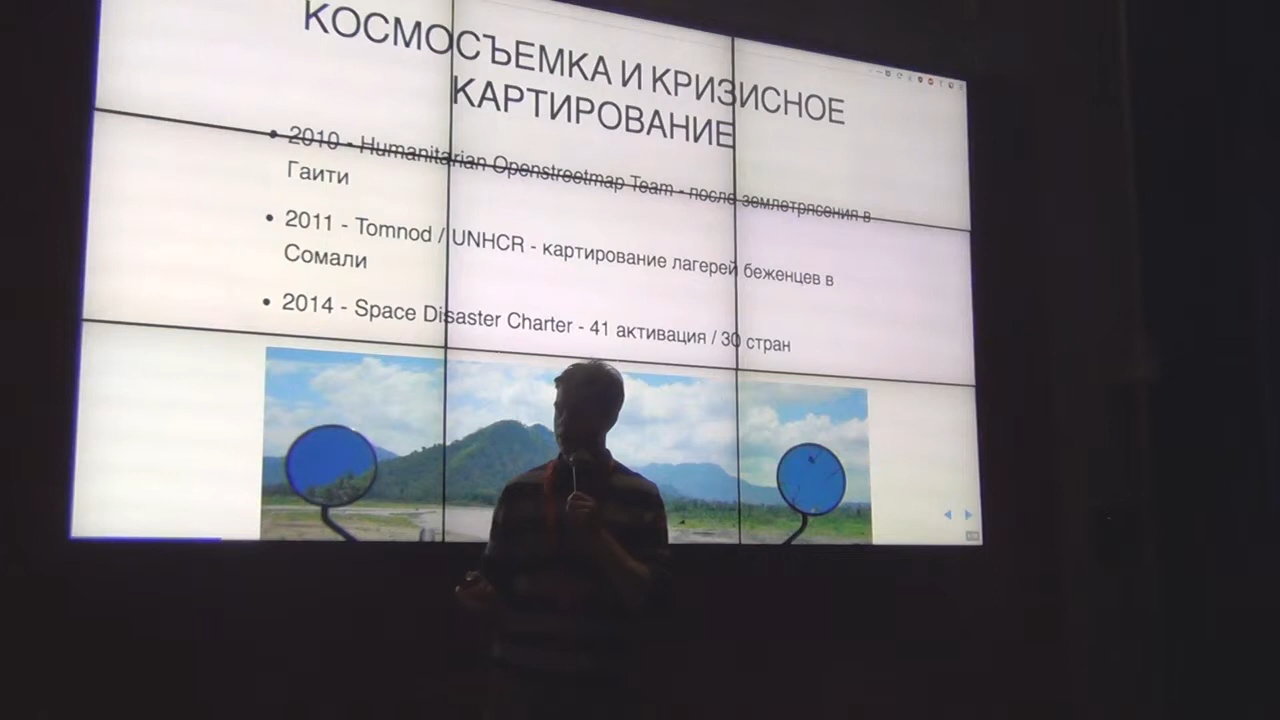 КОСМОСЪЕМКА И КРИЗИСНОЕ
КАРТИРОВАНИЕ
• 2010 - Humanitarian Openstreetmap Team - после землетрясения в
Гаити
• 2011 - Tomnod / UNHCR - картирование лагерей беженцев в
Сомали
• 2014 - Space Disaster Charter - 41 активация / 30 стран